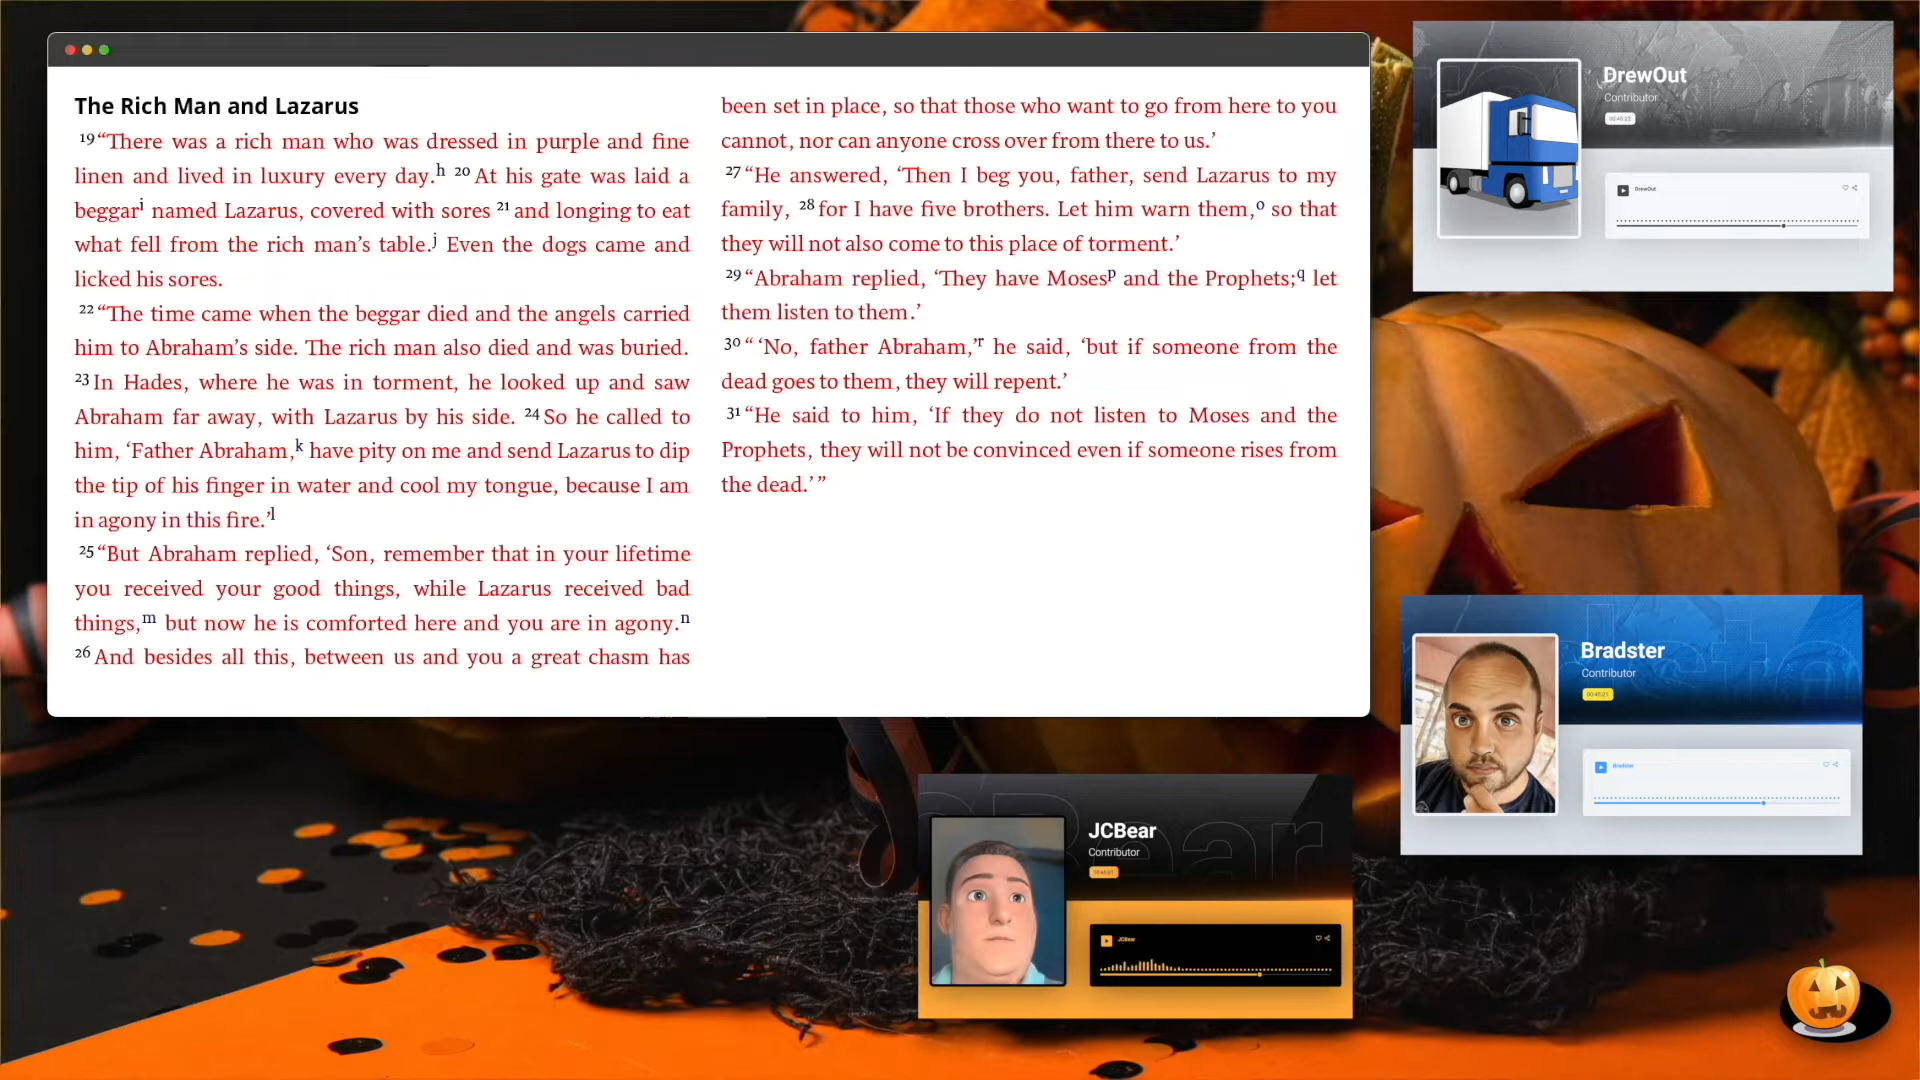 The Rich Man and Lazarus
19 “There was a rich man who was dressed in purple and fine
linen and lived in luxury every day.h 20 At his gate was laid a
beggari named Lazarus, covered with sores 21 and longing to eat
what fell from the rich man’s table.j Even the dogs came and
licked his sores.
22 “The time came when the beggar died and the angels carried
him to Abraham’s side. The rich man also died and was buried.
23 In Hades, where he was in torment, he looked up and saw
Abraham far away, with Lazarus by his side. 24 So he called to
him, ‘Father Abraham,k have pity on me and send Lazarus to dip
the tip of his finger in water and cool my tongue, because I am
in agony in this fire.’l
25 “But Abraham replied, ‘Son, remember that in your lifetime
you received your good things, while Lazarus received bad
things,m but now he is comforted here and you are in agony.n
26 And besides all this, between us and you a great chasm has
been set in place, so that those who want to go from here to you
cannot, nor can anyone cross over from there to us.’
27 “He answered, ‘Then I beg you, father, send Lazarus to my
family, 28 for I have five brothers. Let him warn them,o so that
they will not also come to this place of torment.’
29 “Abraham replied, ‘They have Mosesp and the Prophets;q let
them listen to them.’
30 “ ‘No, father Abraham,’r he said, ‘but if someone from the
dead goes to them, they will repent.’
31 “He said to him, ‘If they do not listen to Moses and the
Prophets, they will not be convinced even if someone rises from
the dead.’ ”
DrewOut
Contributor
DrewOut
Bradster
Contributor
00:40:21
Bradster
JCBear
Contributor
JCBear